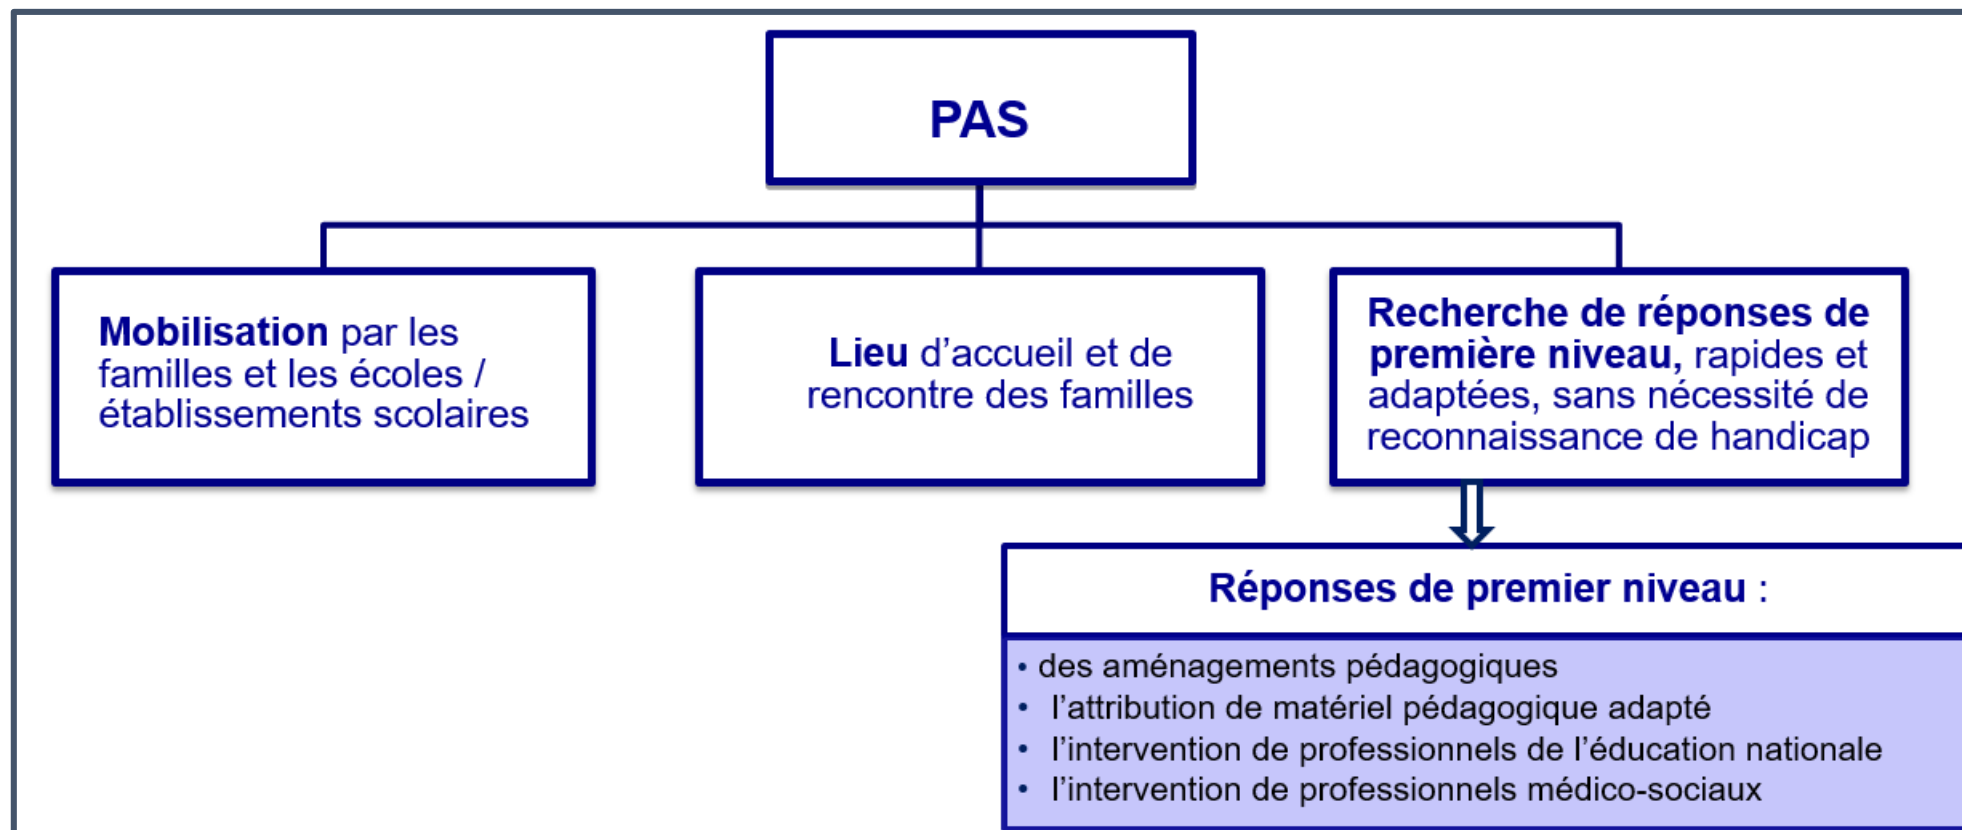 PAS
Mobilisation par les
familles et les écoles /
établissements scolaires
Lieu d’accueil et de
rencontre des familles
Recherche de réponses de
première niveau, rapides et
adaptées, sans nécessité de
reconnaissance de handicap
Réponses de premier niveau :
• des aménagements pédagogiques
• l’attribution de matériel pédagogique adapté
• l’intervention de professionnels de l’éducation nationale
• l’intervention de professionnels médico-sociaux